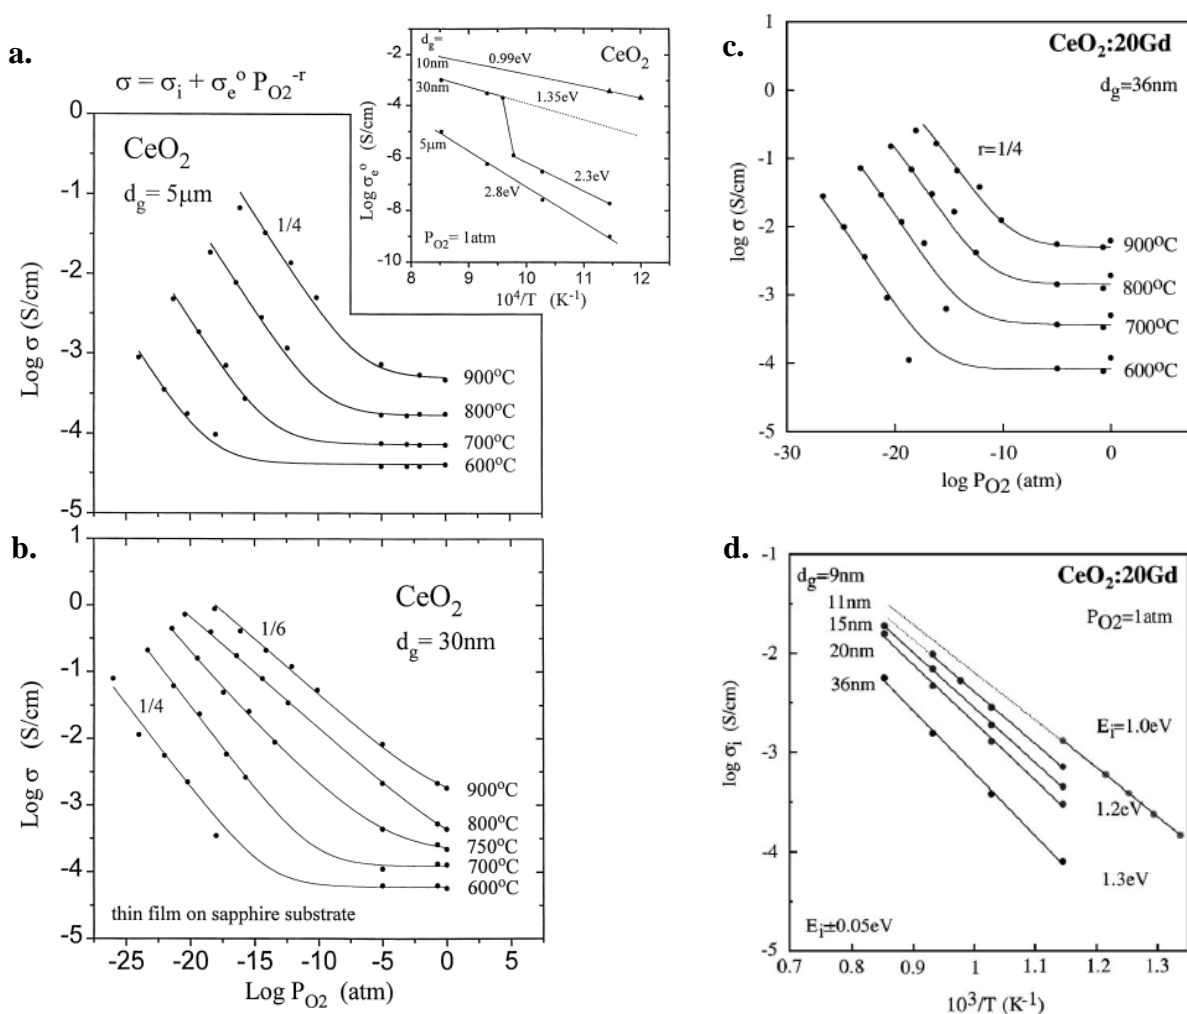 a.
σ = σi + σe° PO2-r
CeO2
dg= 5μm
1/4
900°C
800°C
700°C
600°C
0
-1
-2
-3
-4
-5
Log σ (S/cm)
dg=
10nm
30nm
5μm
CeO2
0.99eV
1.35eV
2.3eV
2.8eV
PO2= 1atm
-2
-4
-6
-8
-10
Log σe° (S/cm)
8 9 10 11 12
10⁴/T (K-1)
b.
CeO2
dg = 30nm
1/6
1/4
900°C
800°C
750°C
700°C
600°C
thin film on sapphire substrate
1
0
-1
-2
-3
-4
-5
Log σ (S/cm)
-25 -20 -15 -10 -5 0 5
Log PO2 (atm)
c.
CeO2:20Gd
dg=36nm
r=1/4
900°C
800°C
700°C
600°C
1
0
-1
-2
-3
-4
-5
log σ (S/cm)
-30 -20 -10 0
log PO2 (atm)
d.
CeO2:20Gd
PO2=1atm
dg=9nm
11nm
15nm
20nm
36nm
Ei=1.0eV
1.2eV
1.3eV
Ei±0.05eV
-1
-2
-3
-4
-5
log σi (S/cm)
0.7 0.8 0.9 1 1.1 1.2 1.3
10³/T (K-1)